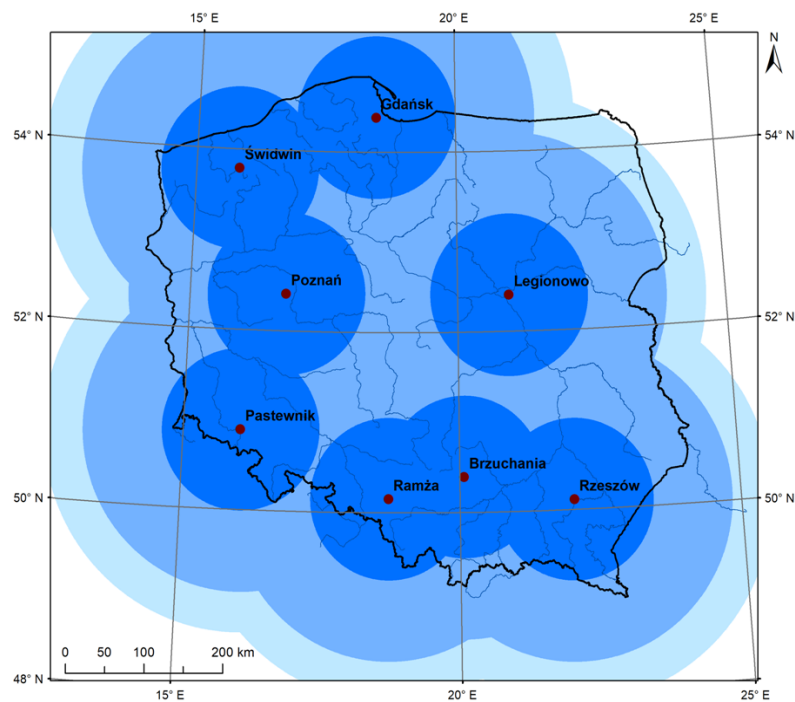 15° E 20° E 25° E
N
54° N 54° N
Gdańsk
Świdwin
Poznań
Legionowo
52° N 52° N
Pastewnik
Brzuchania
Ramża
Rzeszów
50° N 50° N
0 50 100 200 km
48° N 48° N
15° E 20° E 25° E